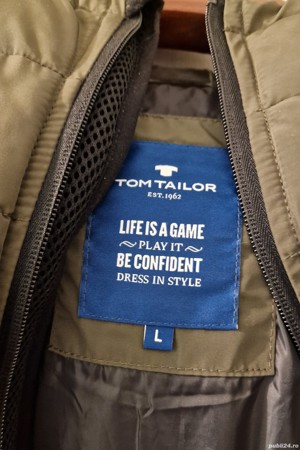 TOM TAILOR
EST. 1962
LIFE IS A GAME
~ PLAY IT ~
BE CONFIDENT
DRESS IN STYLE
L
publi24.ro